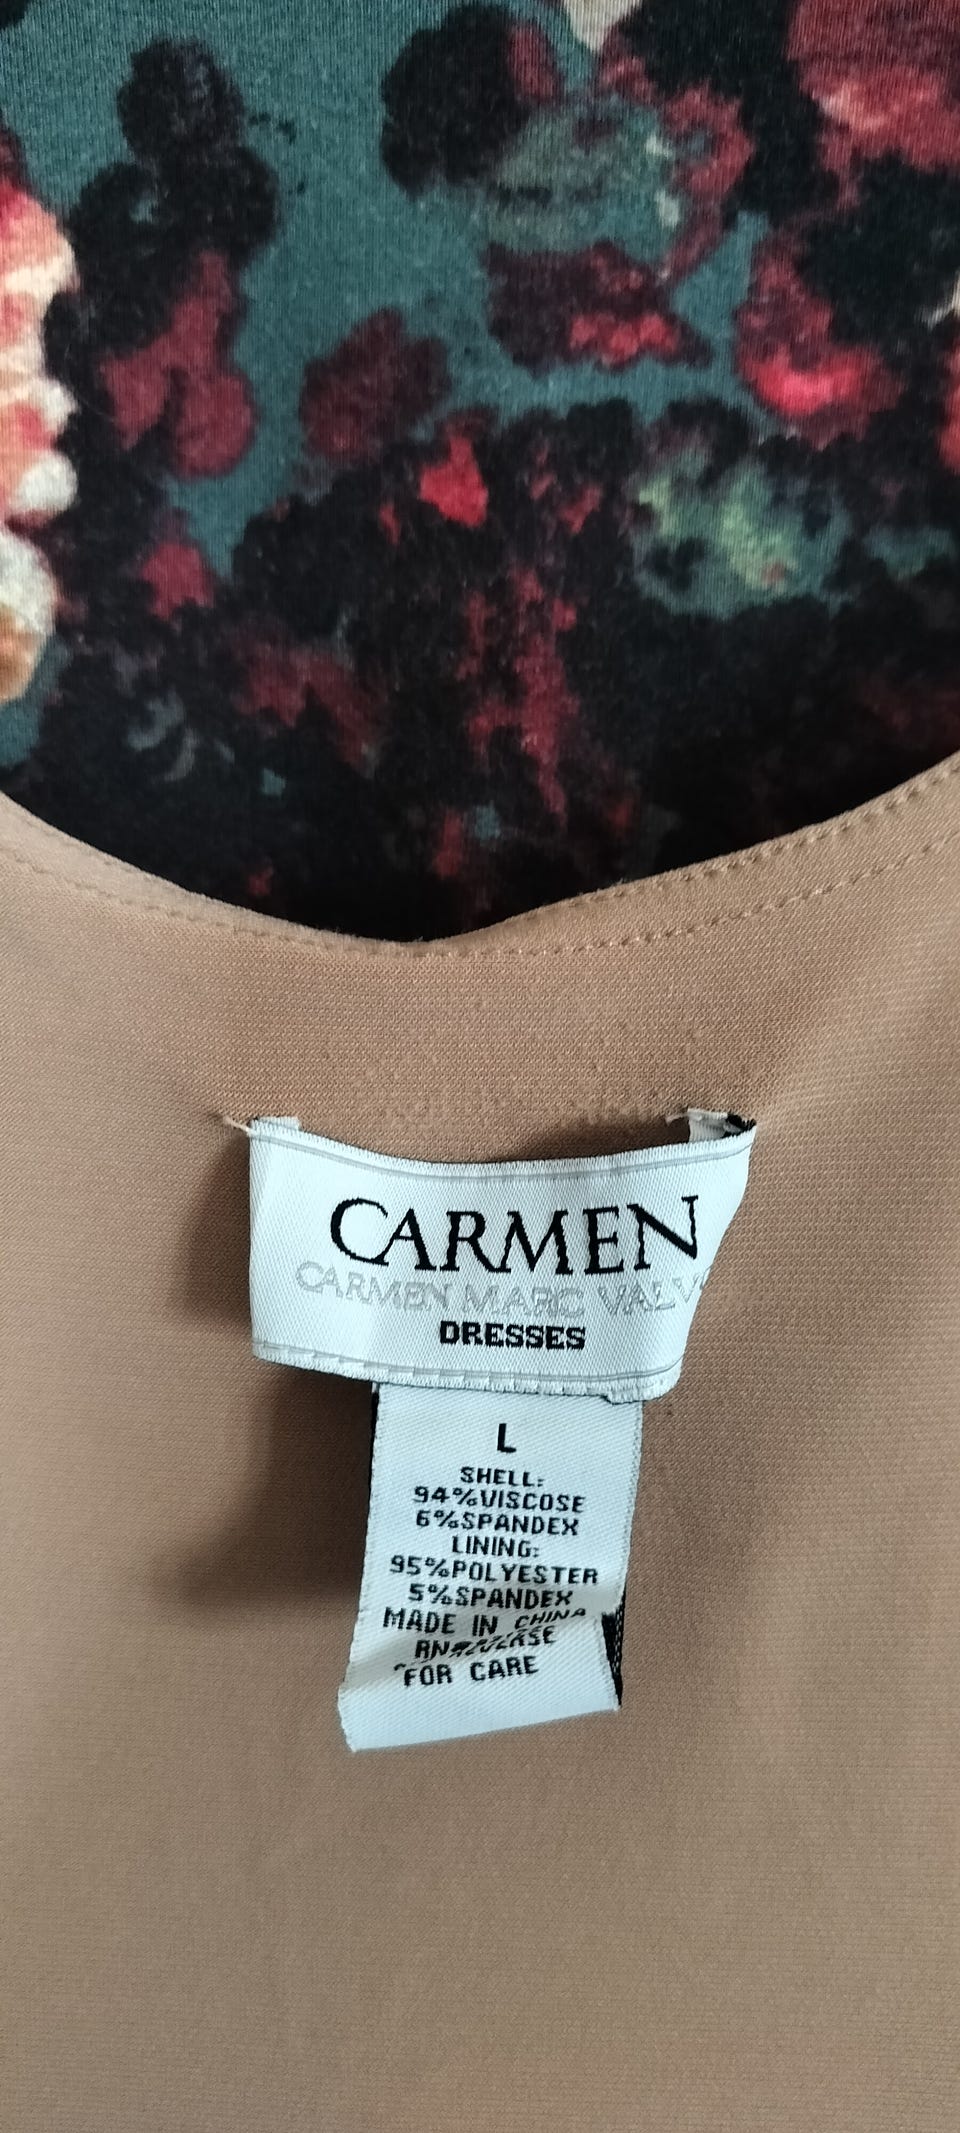 CARMEN
CARMEN MARC VALV
DRESSES
L
SHELL:
94%VISCOSE
6%SPANDEX
LINING:
95%POLYESTER
5%SPANDEX
MADE IN CHINA
FOR CARE